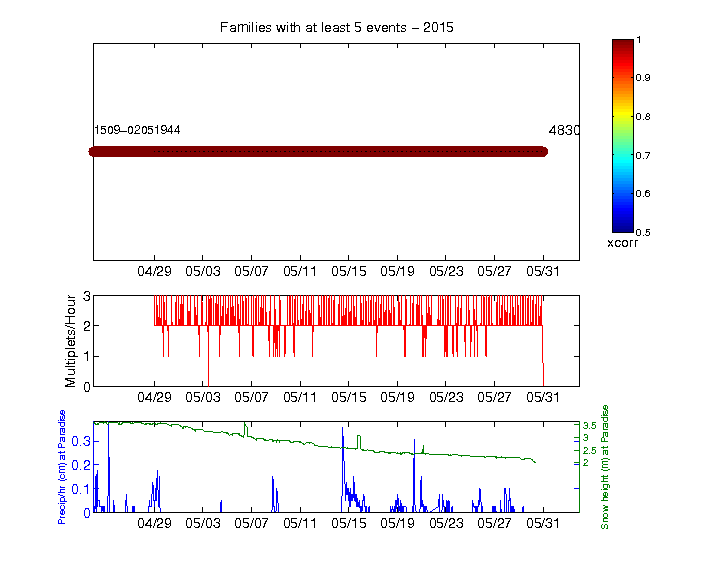 Families with at least 5 events – 2015
1509–02051944
4830
1
0.9
0.8
0.7
0.6
0.5
xcorr
04/29 05/03 05/07 05/11 05/15 05/19 05/23 05/27 05/31
Multiplets/Hour
3
2
1
0
04/29 05/03 05/07 05/11 05/15 05/19 05/23 05/27 05/31
Precip/hr (cm) at Paradise
0.3
0.2
0.1
0
3.5
3
2.5
2
Snow height (m) at Paradise
04/29 05/03 05/07 05/11 05/15 05/19 05/23 05/27 05/31